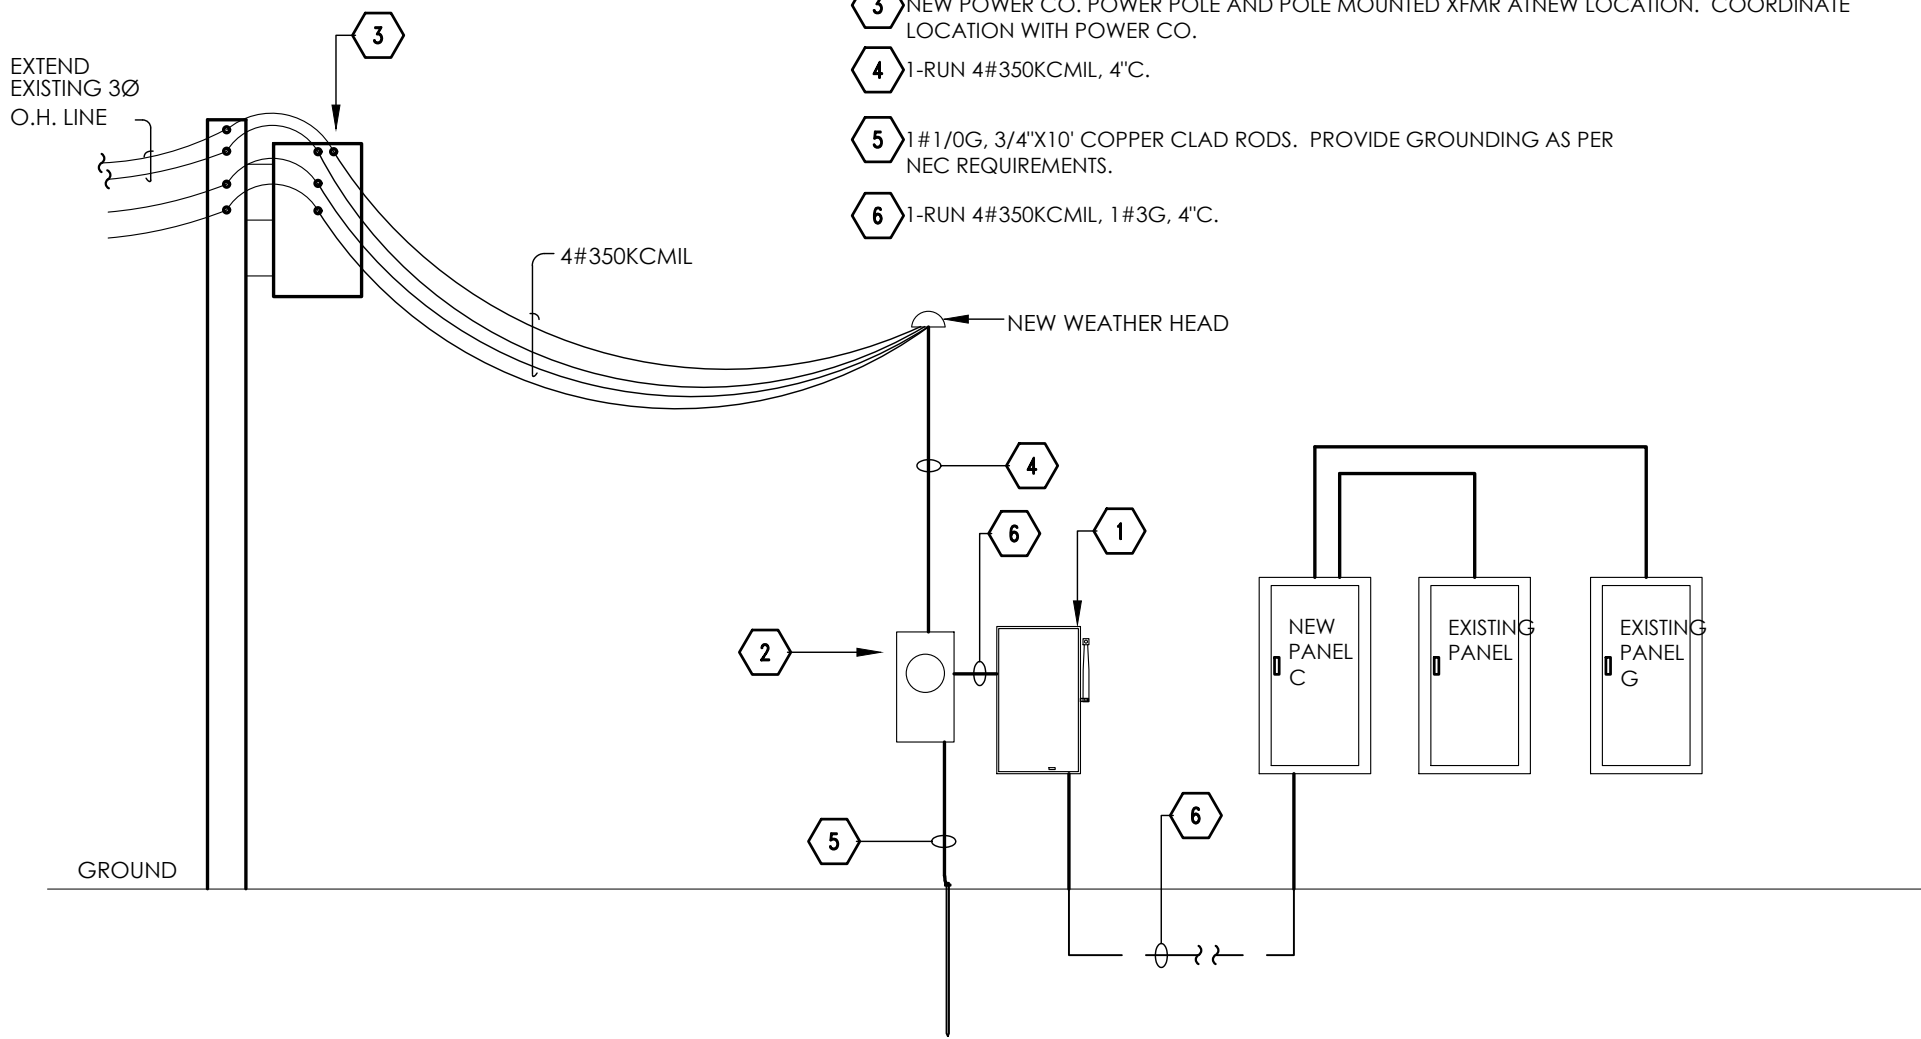 3
NEW POWER CO. POWER POLE AND POLE MOUNTED XFMR ATNEW LOCATION. COORDINATE
LOCATION WITH POWER CO.
4
1-RUN 4#350KCMIL, 4"C.
5
1#1/0G, 3/4"X10' COPPER CLAD RODS. PROVIDE GROUNDING AS PER
NEC REQUIREMENTS.
6
1-RUN 4#350KCMIL, 1#3G, 4"C.
3
EXTEND
EXISTING 3Ø
O.H. LINE
4#350KCMIL
NEW WEATHER HEAD
4
6
1
2
NEW
PANEL
C
EXISTING
PANEL
EXISTING
PANEL
G
5
6
GROUND